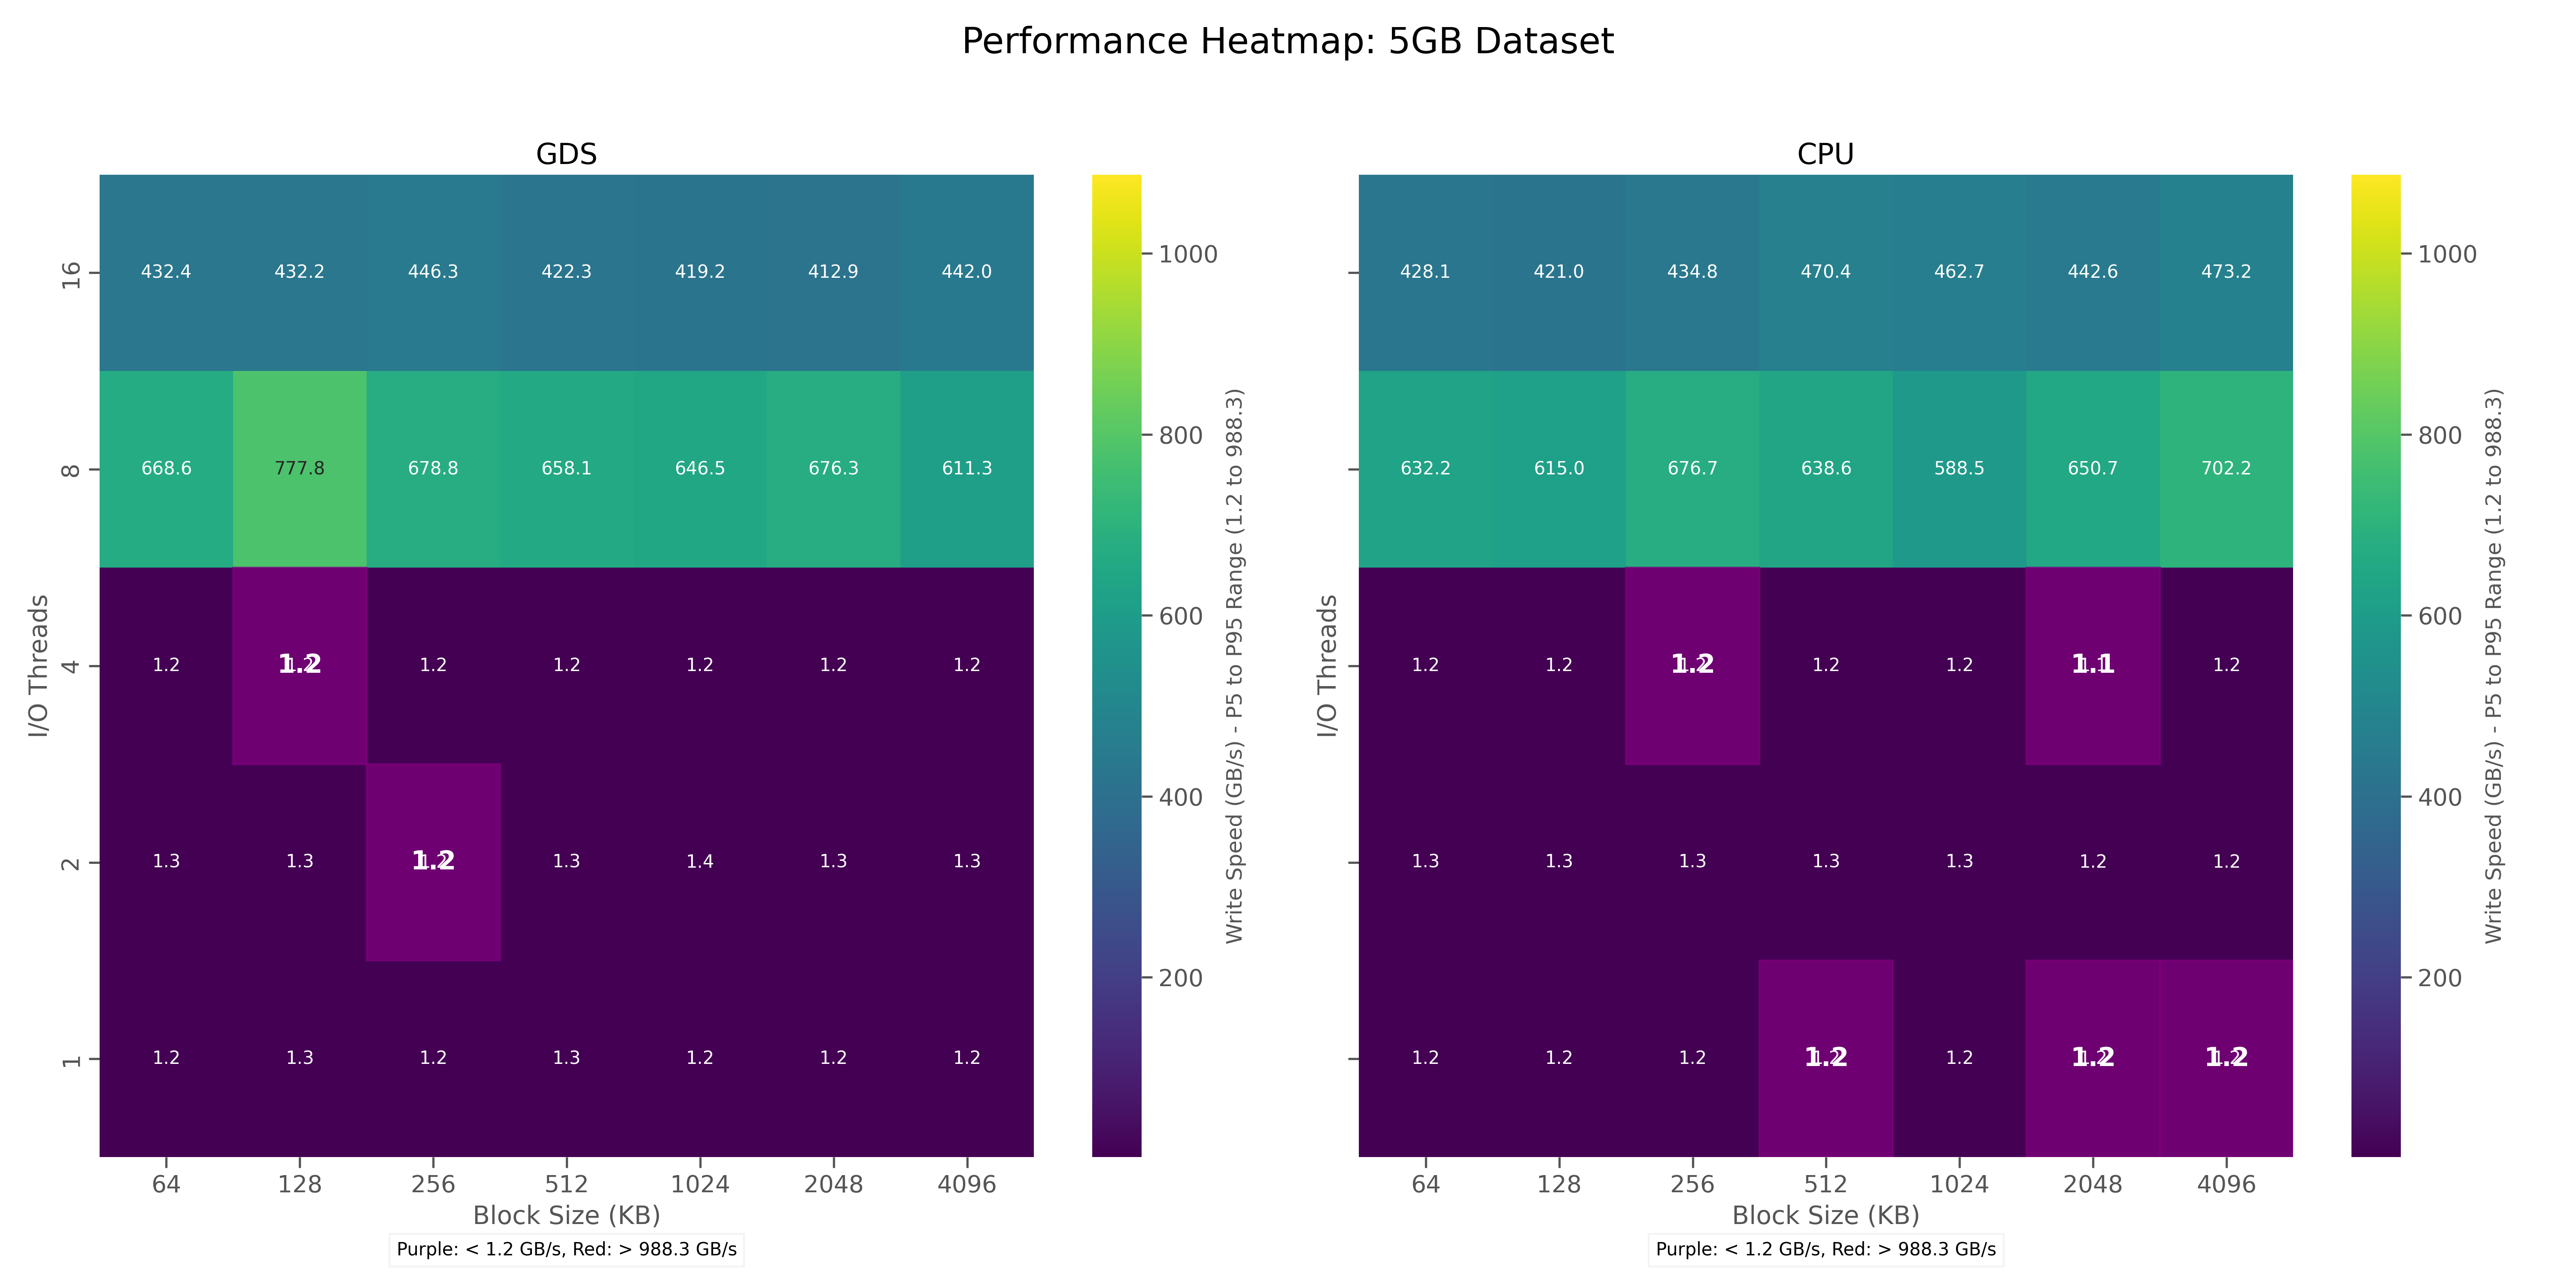 Performance Heatmap: 5GB Dataset
GDS
16
432.4 432.2 446.3 422.3 419.2 412.9 442.0
8
668.6 777.8 678.8 658.1 646.5 676.3 611.3
4
1.2 1.2 1.2 1.2 1.2 1.2 1.2
2
1.3 1.3 1.2 1.3 1.4 1.3 1.3
1
1.2 1.3 1.2 1.3 1.2 1.2 1.2
I/O Threads
64 128 256 512 1024 2048 4096
Block Size (KB)
Purple: < 1.2 GB/s, Red: > 988.3 GB/s
1000
800
600
400
200
Write Speed (GB/s) - P5 to P95 Range (1.2 to 988.3)
CPU
428.1 421.0 434.8 470.4 462.7 442.6 473.2
632.2 615.0 676.7 638.6 588.5 650.7 702.2
1.2 1.2 1.2 1.2 1.2 1.1 1.2
1.3 1.3 1.3 1.3 1.3 1.2 1.2
1.2 1.2 1.2 1.2 1.2 1.2 1.2
I/O Threads
64 128 256 512 1024 2048 4096
Block Size (KB)
Purple: < 1.2 GB/s, Red: > 988.3 GB/s
1000
800
600
400
200
Write Speed (GB/s) - P5 to P95 Range (1.2 to 988.3)